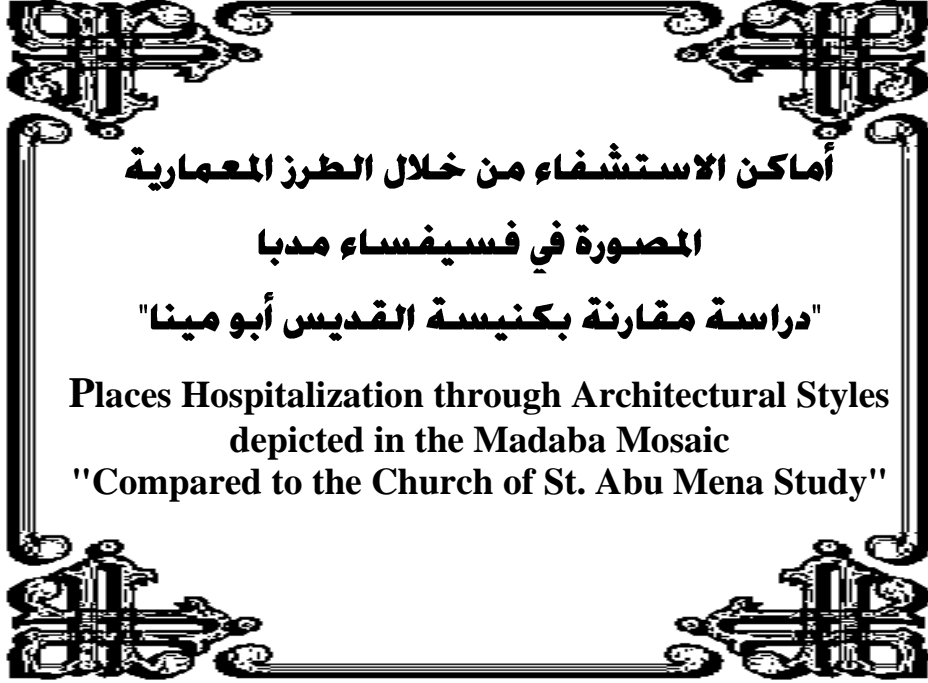 أماكن الاستشفاء من خلال الطرز المعمارية
المصورة في فسيفساء مدبا
"دراسة مقارنة بكنيسة القديس أبو مينا"
Places Hospitalization through Architectural Styles
depicted in the Madaba Mosaic
"Compared to the Church of St. Abu Mena Study"